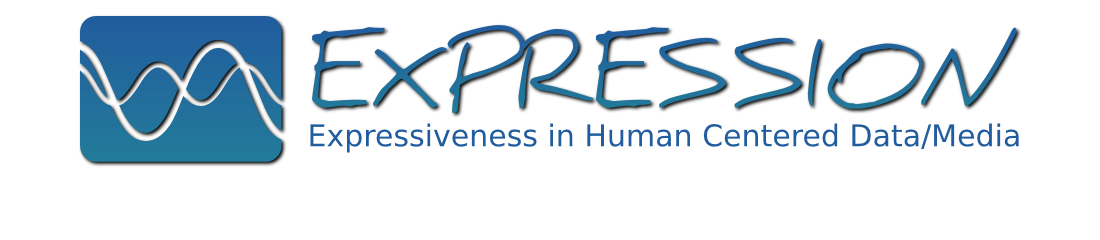 EXPRESSION
Expressiveness in Human Centered Data/Media